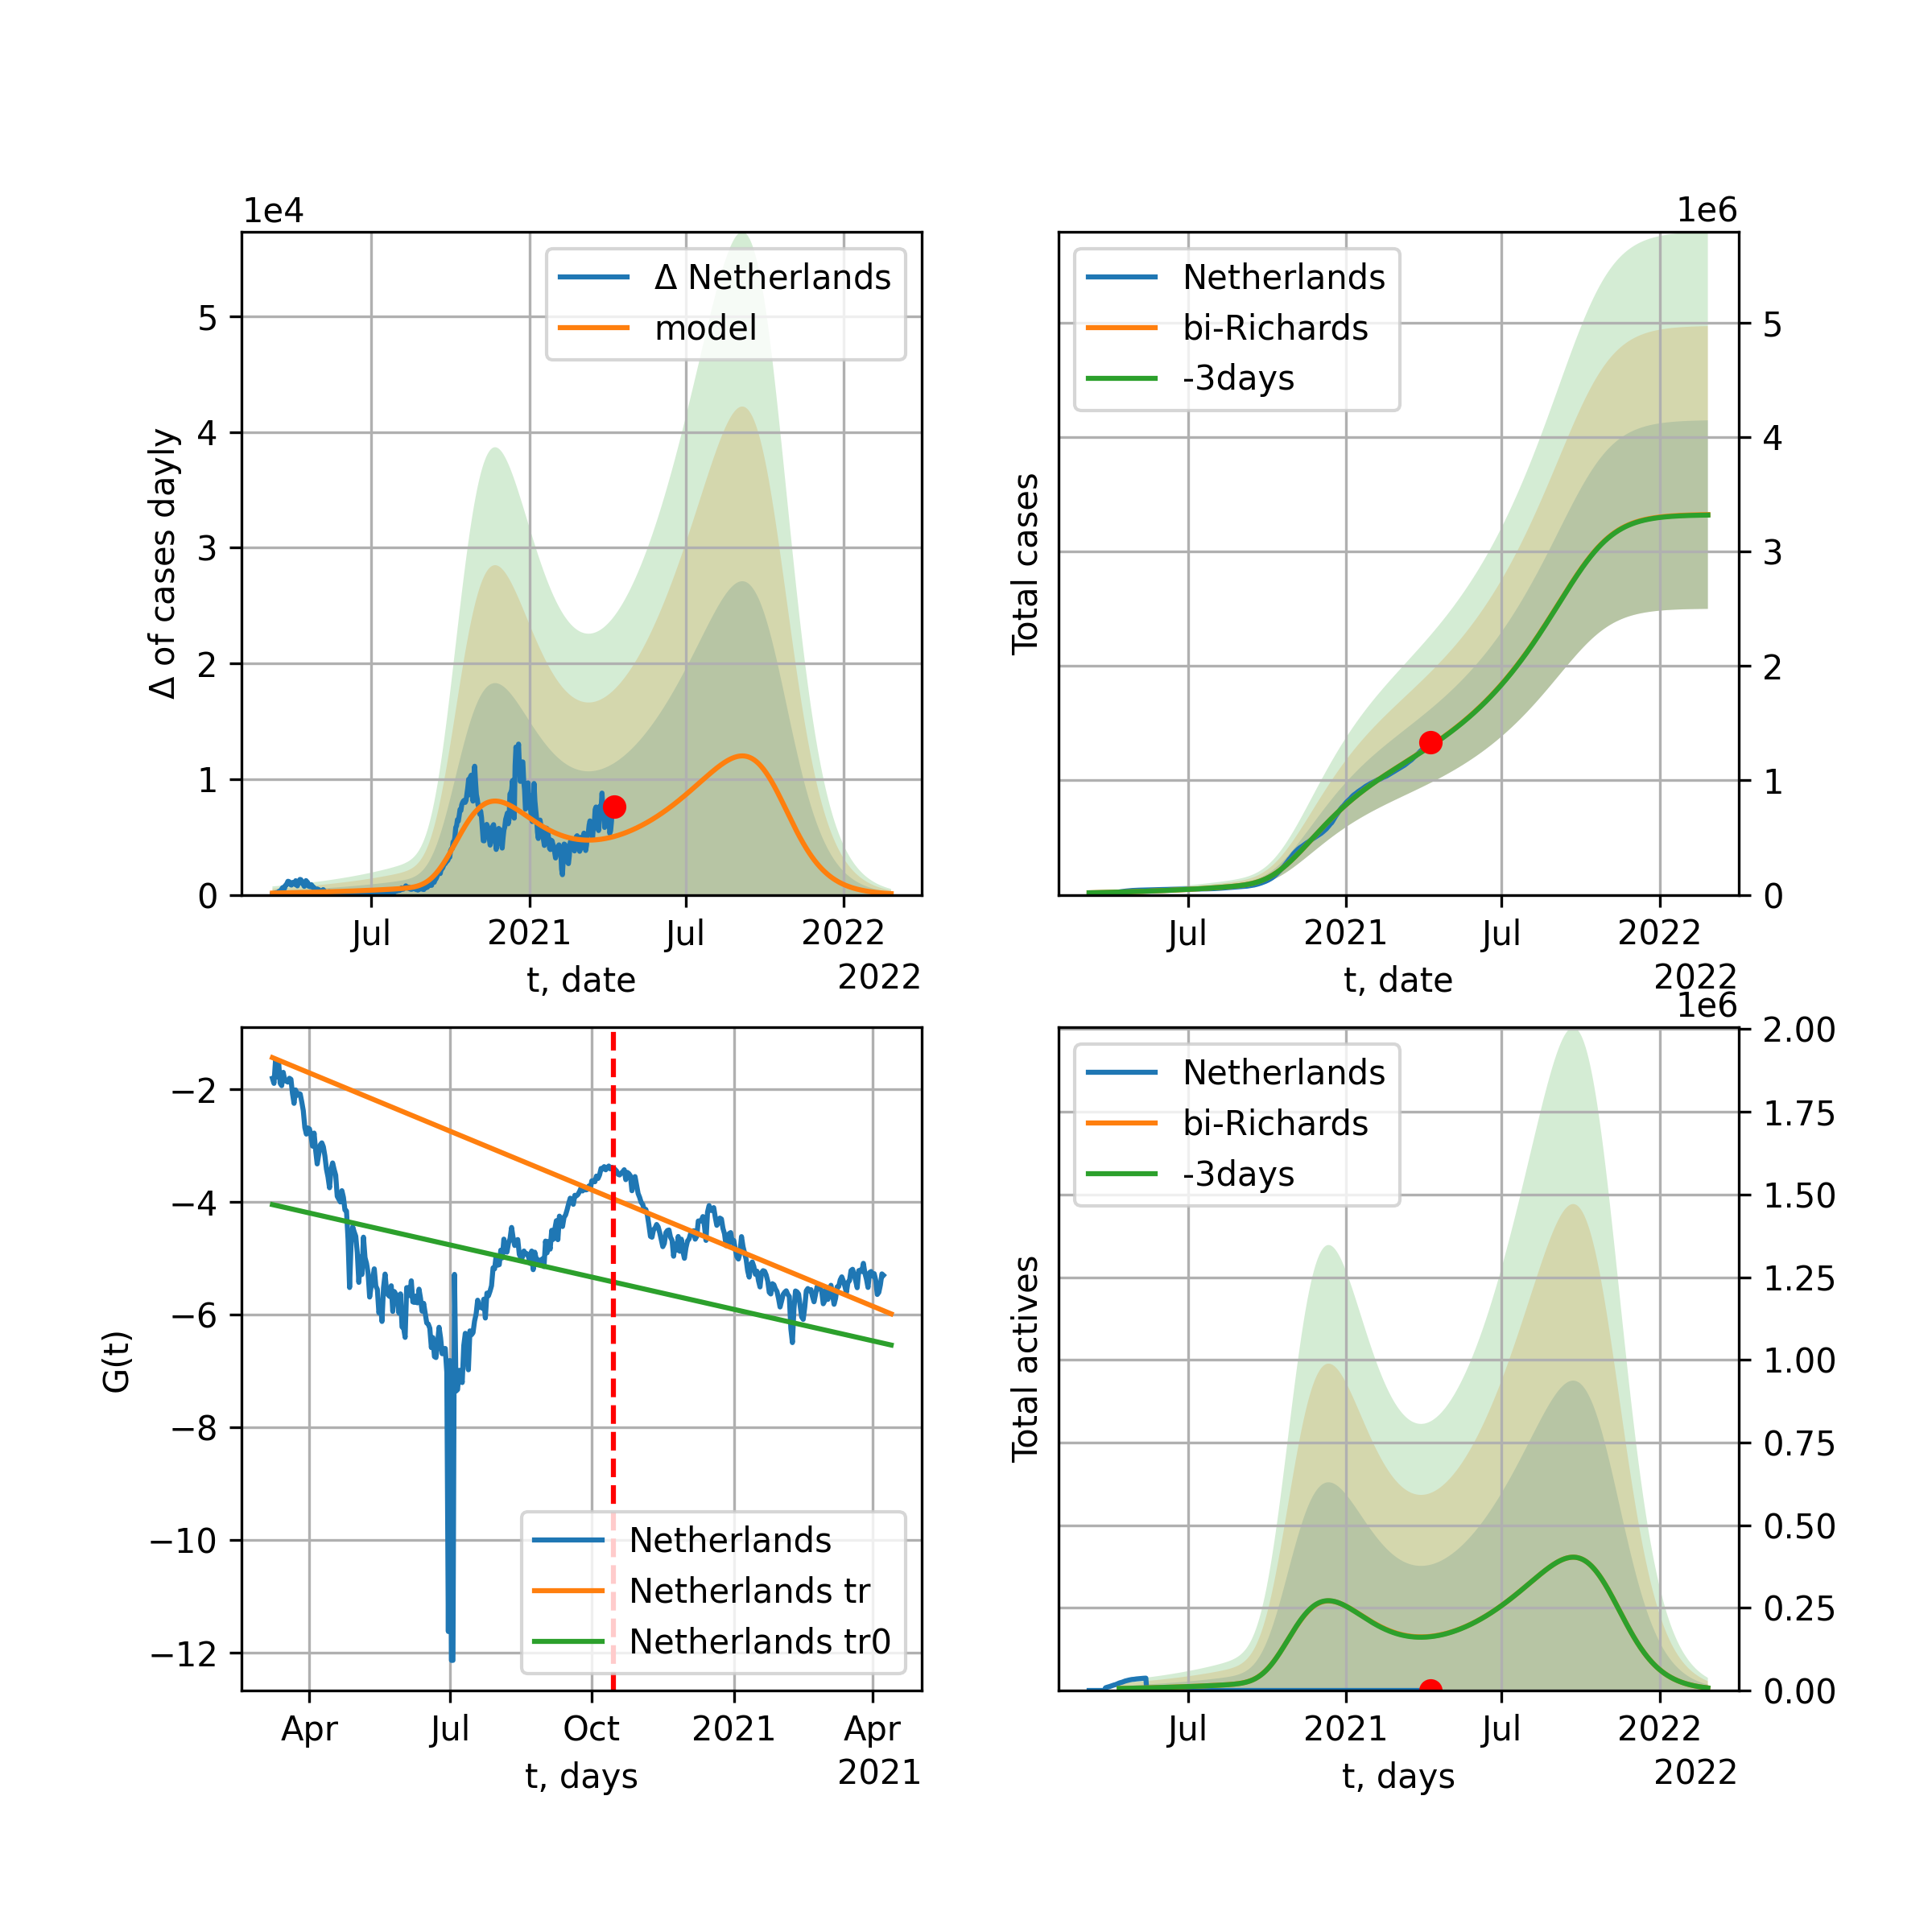 1e4
Δ of cases dayly
5
4
3
2
1
0
Δ Netherlands
model
Jul
2021
Jul
2022
t, date
2022
1e6
Total cases
Netherlands
bi-Richards
-3days
5
4
3
2
1
0
Jul
2021
Jul
2022
t, date
2022
G(t)
−2
−4
−6
−8
−10
−12
Netherlands
Netherlands tr
Netherlands tr0
Apr
Jul
Oct
2021
Apr
t, days
2021
1e6
Total actives
Netherlands
bi-Richards
-3days
2.00
1.75
1.50
1.25
1.00
0.75
0.50
0.25
0.00
Jul
2021
Jul
2022
t, days
2022